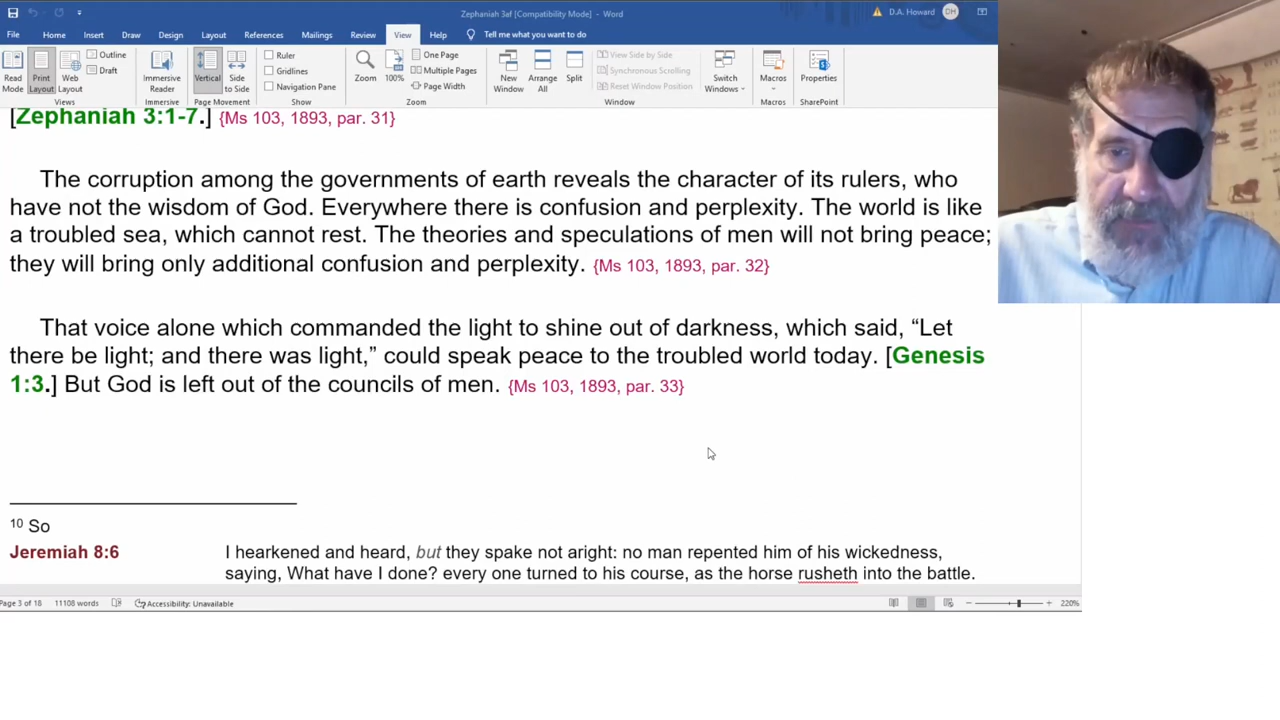 Zephaniah 3af [Compatibility Mode] - Word
D.A. Howard DH
File Home Insert Draw Design Layout References Mailings Review View Help Tell me what you want to do
Read Mode
Print Layout
Web Layout
Outline
Draft
Views
Immersive Reader
Immersive
Vertical
Side to Side
Page Movement
Ruler
Gridlines
Navigation Pane
Show
Zoom
100%
One Page
Multiple Pages
Page Width
Zoom
New Window
Arrange All
Split
View Side by Side
Synchronous Scrolling
Reset Window Position
Window
Switch Windows
Macros
Macros
Properties
SharePoint
[Zephaniah 3:1-7.] {Ms 103, 1893, par. 31}
The corruption among the governments of earth reveals the character of its rulers, who
have not the wisdom of God. Everywhere there is confusion and perplexity. The world is like
a troubled sea, which cannot rest. The theories and speculations of men will not bring peace;
they will bring only additional confusion and perplexity. {Ms 103, 1893, par. 32}
That voice alone which commanded the light to shine out of darkness, which said, “Let
there be light; and there was light,” could speak peace to the troubled world today. [Genesis
1:3.] But God is left out of the councils of men. {Ms 103, 1893, par. 33}
10 So
Jeremiah 8:6 I hearkened and heard, but they spake not aright: no man repented him of his wickedness,
saying, What have I done? every one turned to his course, as the horse rusheth into the battle.
Page 3 of 18 11108 words Accessibility: Unavailable 220%